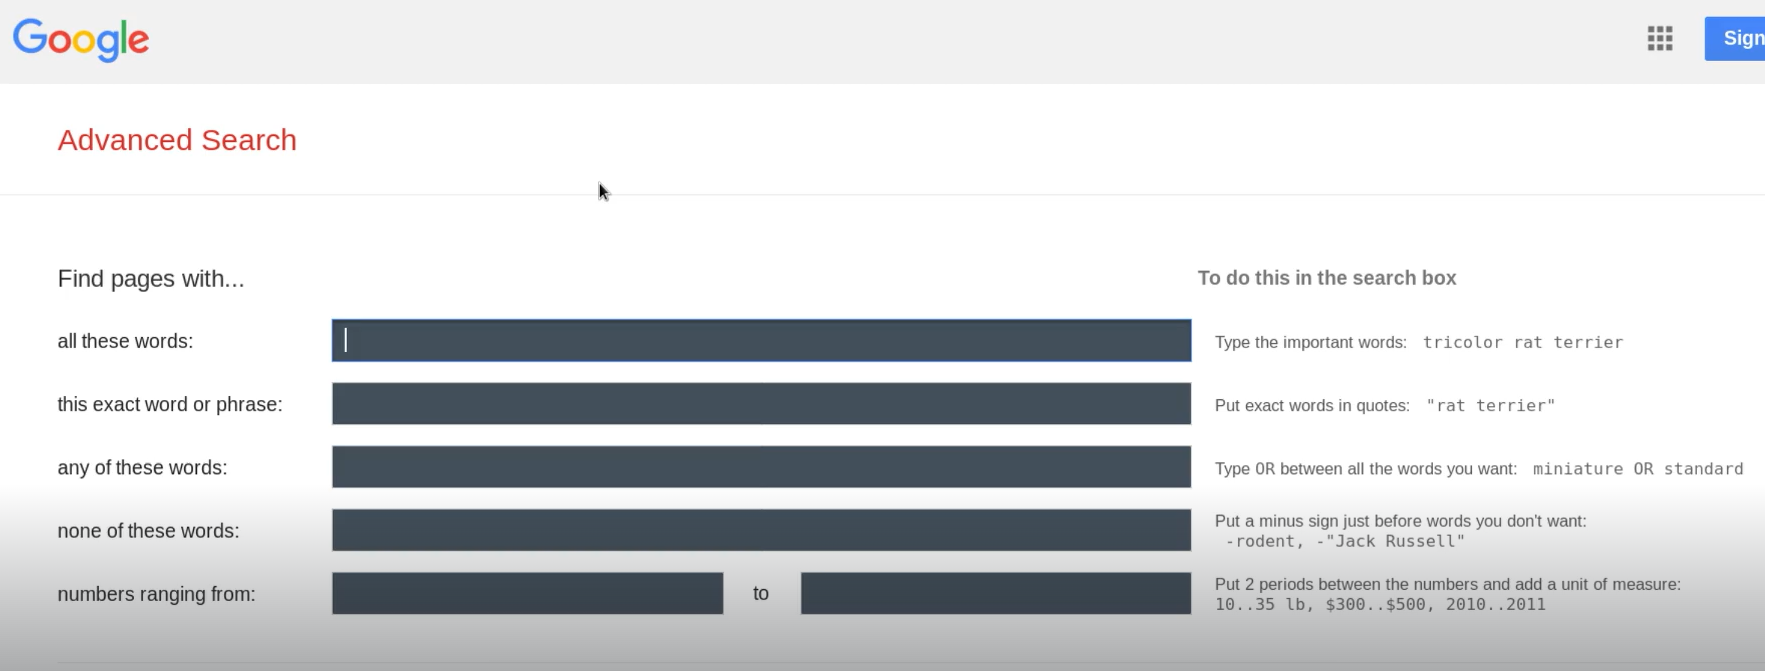 Google
Sign
Advanced Search
Find pages with...
To do this in the search box
all these words:
Type the important words: tricolor rat terrier
this exact word or phrase:
Put exact words in quotes: "rat terrier"
any of these words:
Type OR between all the words you want: miniature OR standard
none of these words:
Put a minus sign just before words you don't want:
-rodent, -"Jack Russell"
numbers ranging from:
to
Put 2 periods between the numbers and add a unit of measure:
10..35 lb, $300..$500, 2010..2011